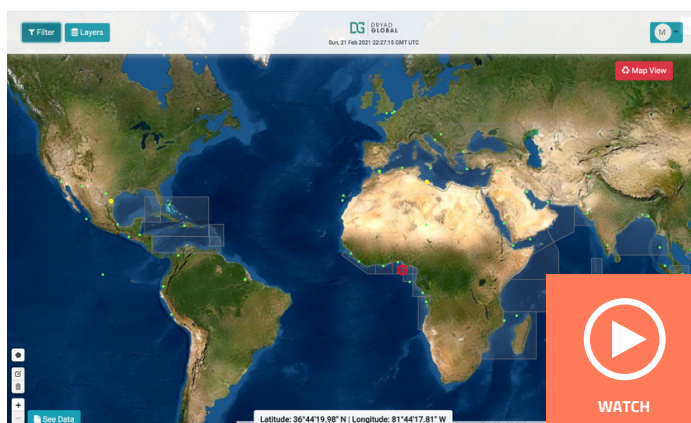 Filter
Layers
DG DRYAD GLOBAL
Sun, 21 Feb 2021 22:27:15 GMT UTC
M
Map View
+
−
See Data
Latitude: 36°44'19.98" N | Longitude: 81°44'17.81" W
WATCH